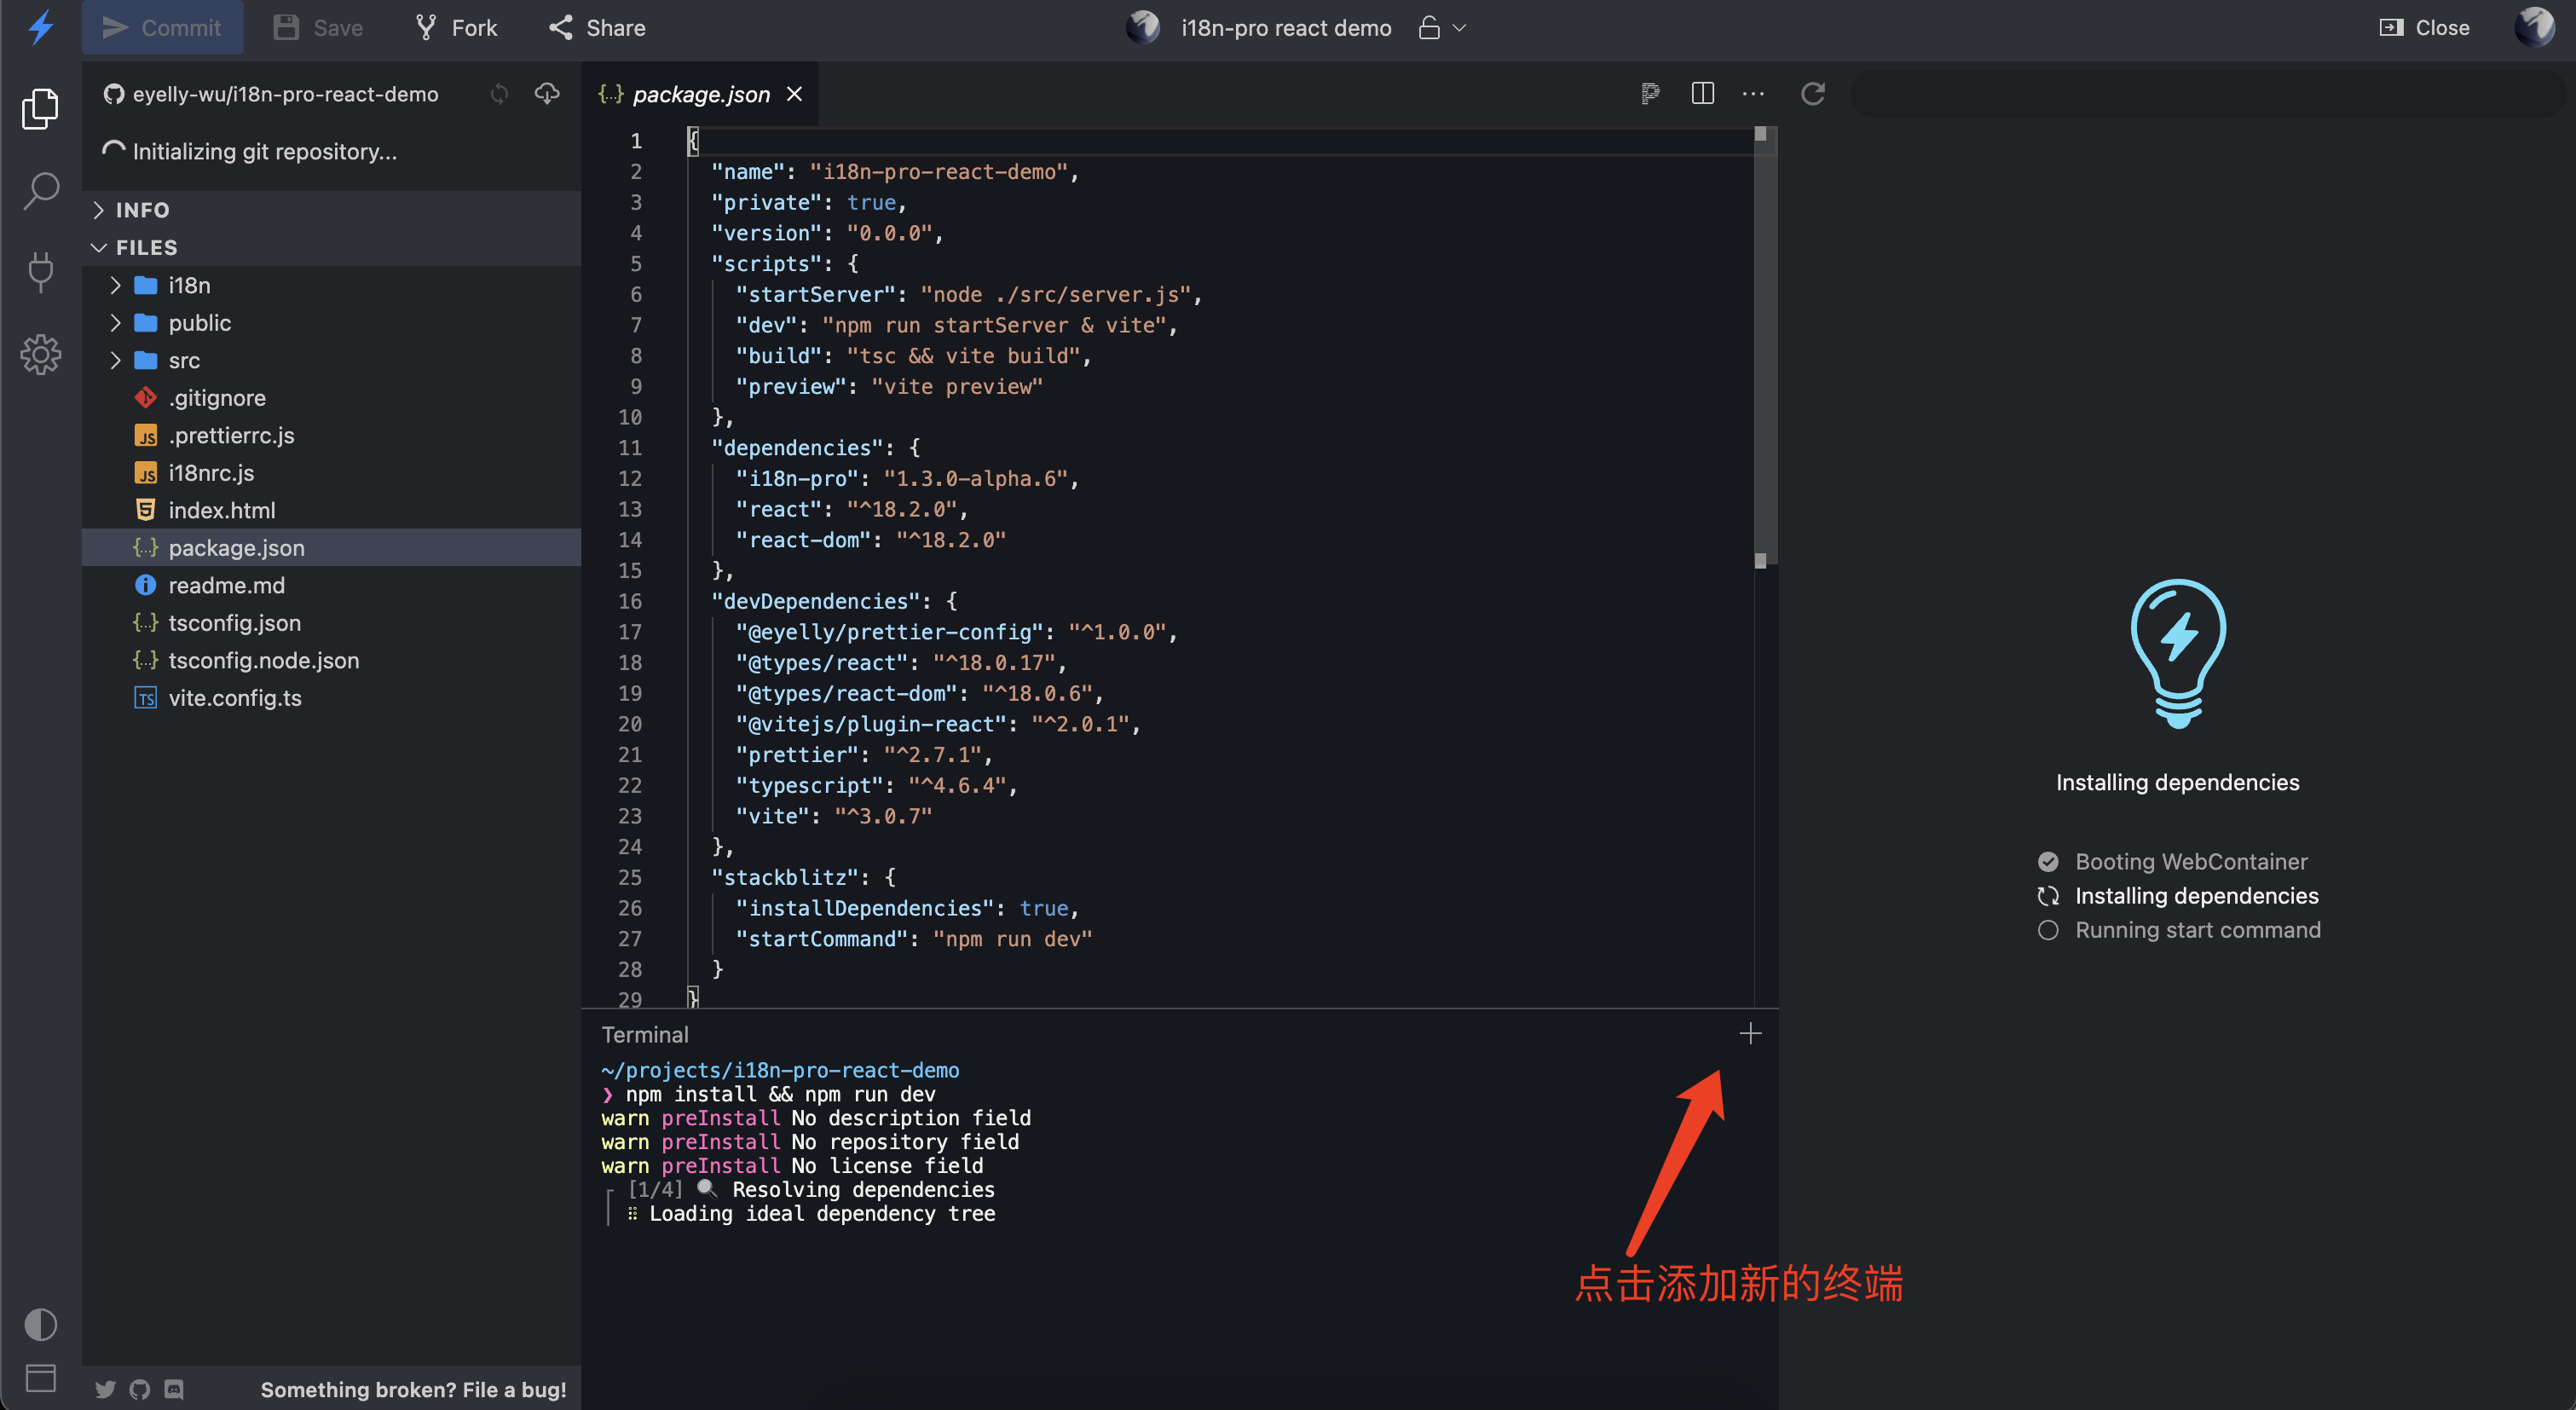 Commit
Save
Fork
Share
i18n-pro react demo
Close
eyelly-wu/i18n-pro-react-demo
Initializing git repository...
INFO
FILES
i18n
public
src
.gitignore
JS .prettierrc.js
JS i18nrc.js
5 index.html
{..} package.json
readme.md
{..} tsconfig.json
{..} tsconfig.node.json
TS vite.config.ts
Something broken? File a bug!
{..} package.json
1 {
2 "name": "i18n-pro-react-demo",
3 "private": true,
4 "version": "0.0.0",
5 "scripts": {
6 "startServer": "node ./src/server.js",
7 "dev": "npm run startServer & vite",
8 "build": "tsc && vite build",
9 "preview": "vite preview"
10 },
11 "dependencies": {
12 "i18n-pro": "1.3.0-alpha.6",
13 "react": "^18.2.0",
14 "react-dom": "^18.2.0"
15 },
16 "devDependencies": {
17 "@eyelly/prettier-config": "^1.0.0",
18 "@types/react": "^18.0.17",
19 "@types/react-dom": "^18.0.6",
20 "@vitejs/plugin-react": "^2.0.1",
21 "prettier": "^2.7.1",
22 "typescript": "^4.6.4",
23 "vite": "^3.0.7"
24 },
25 "stackblitz": {
26 "installDependencies": true,
27 "startCommand": "npm run dev"
28 }
29 }
Terminal
~/projects/i18n-pro-react-demo
❯ npm install && npm run dev
warn preInstall No description field
warn preInstall No repository field
warn preInstall No license field
[1/4] 🔍 Resolving dependencies
⠿ Loading ideal dependency tree
点击添加新的终端
Installing dependencies
Booting WebContainer
Installing dependencies
Running start command